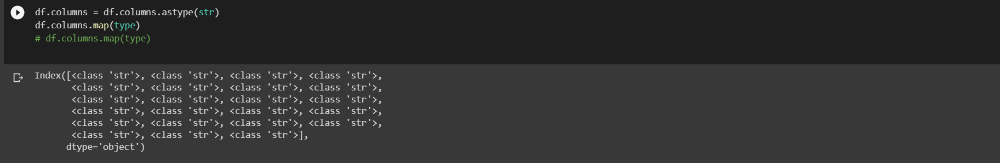 df.columns = df.columns.astype(str)
df.columns.map(type)
# df.columns.map(type)
Index([<class 'str'>, <class 'str'>, <class 'str'>, <class 'str'>,
       <class 'str'>, <class 'str'>, <class 'str'>, <class 'str'>,
       <class 'str'>, <class 'str'>, <class 'str'>, <class 'str'>,
       <class 'str'>, <class 'str'>, <class 'str'>, <class 'str'>,
       <class 'str'>, <class 'str'>, <class 'str'>, <class 'str'>,
       <class 'str'>, <class 'str'>, <class 'str'>],
      dtype='object')